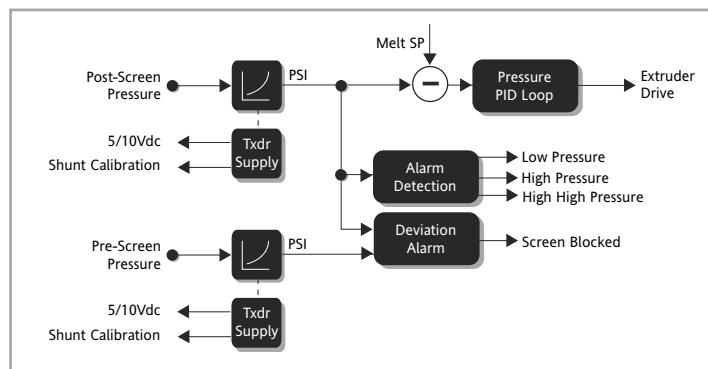 Melt SP
Post-Screen
Pressure
PSI
Pressure
PID Loop
Extruder
Drive
5/10Vdc
Shunt Calibration
Txdr
Supply
Alarm
Detection
Low Pressure
High Pressure
High High Pressure
Pre-Screen
Pressure
PSI
Deviation
Alarm
Screen Blocked
5/10Vdc
Shunt Calibration
Txdr
Supply